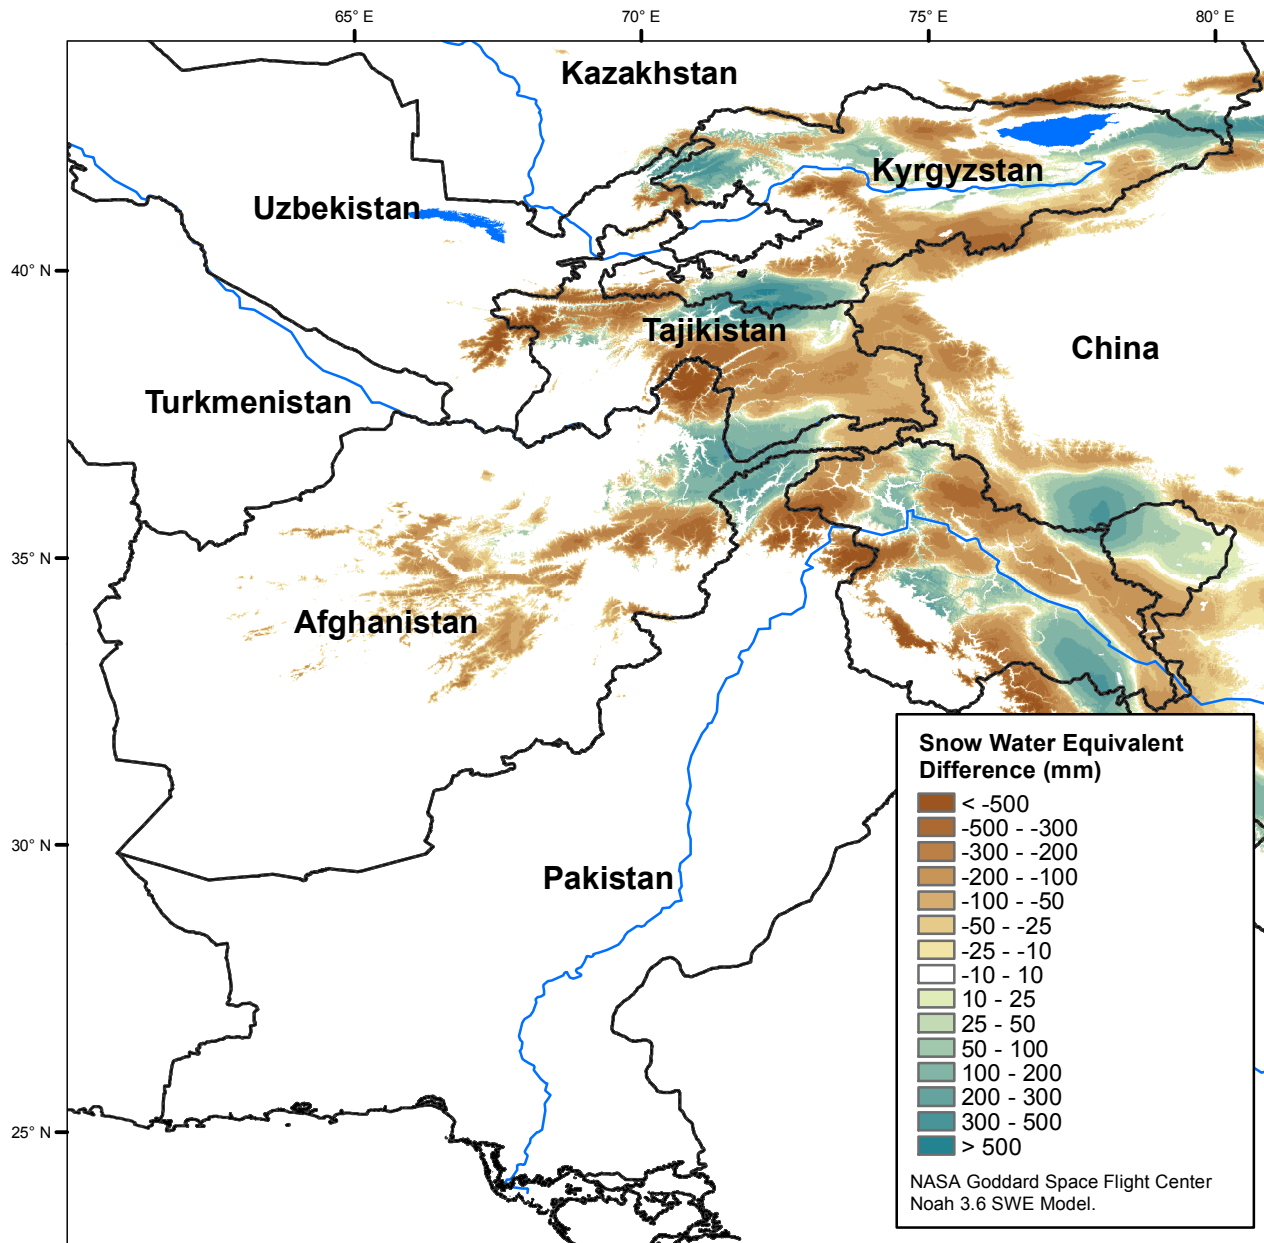 65° E
70° E
75° E
80° E
Kazakhstan
Kyrgyzstan
Uzbekistan
40° N
Tajikistan
China
Turkmenistan
35° N
Afghanistan
30° N
Pakistan
25° N
Snow Water Equivalent
Difference (mm)
< -500
-500 - -300
-300 - -200
-200 - -100
-100 - -50
-50 - -25
-25 - -10
-10 - 10
10 - 25
25 - 50
50 - 100
100 - 200
200 - 300
300 - 500
> 500
NASA Goddard Space Flight Center
Noah 3.6 SWE Model.